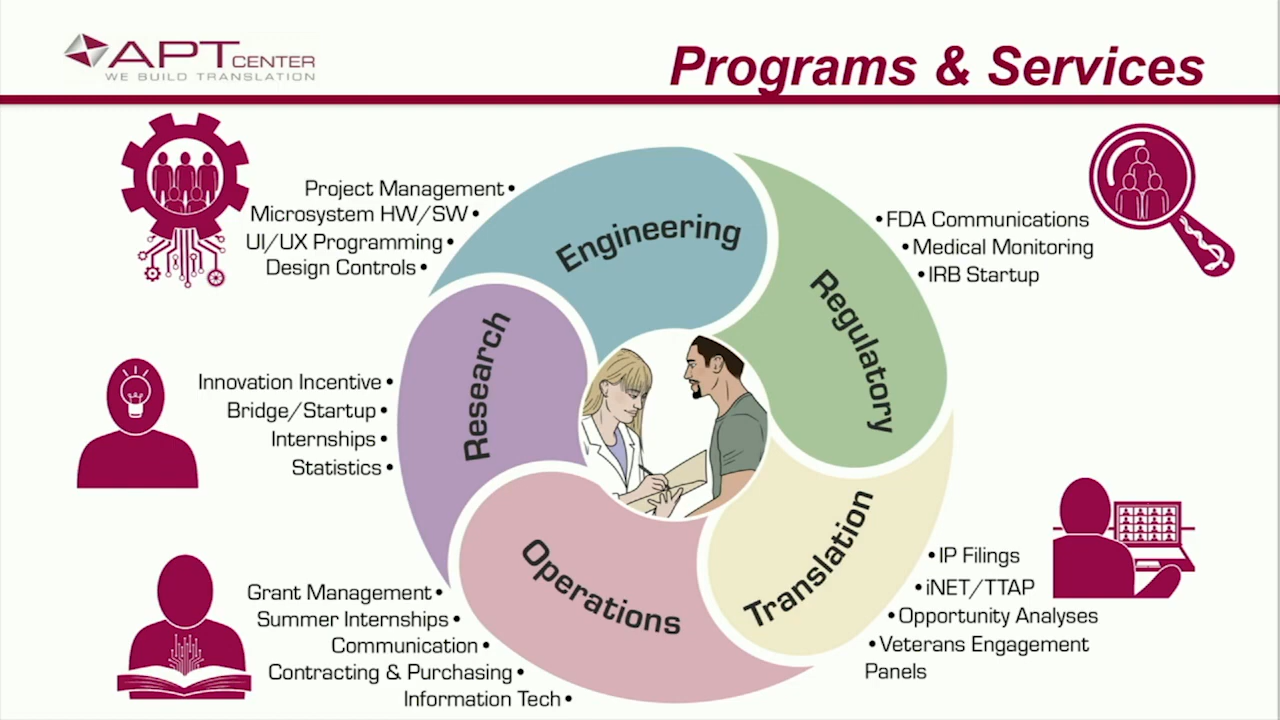 APTCENTER
WE BUILD TRANSLATION
Programs & Services
Project Management •
Microsystem HW/SW •
UI/UX Programming •
Design Controls •
Engineering
Regulatory
• FDA Communications
• Medical Monitoring
• IRB Startup
Innovation Incentive •
Bridge/Startup •
Internships •
Statistics •
Research
Translation
• IP Filings
• iNET/TTAP
• Opportunity Analyses
• Veterans Engagement
Panels
Operations
Grant Management •
Summer Internships •
Communication •
Contracting & Purchasing •
Information Tech •